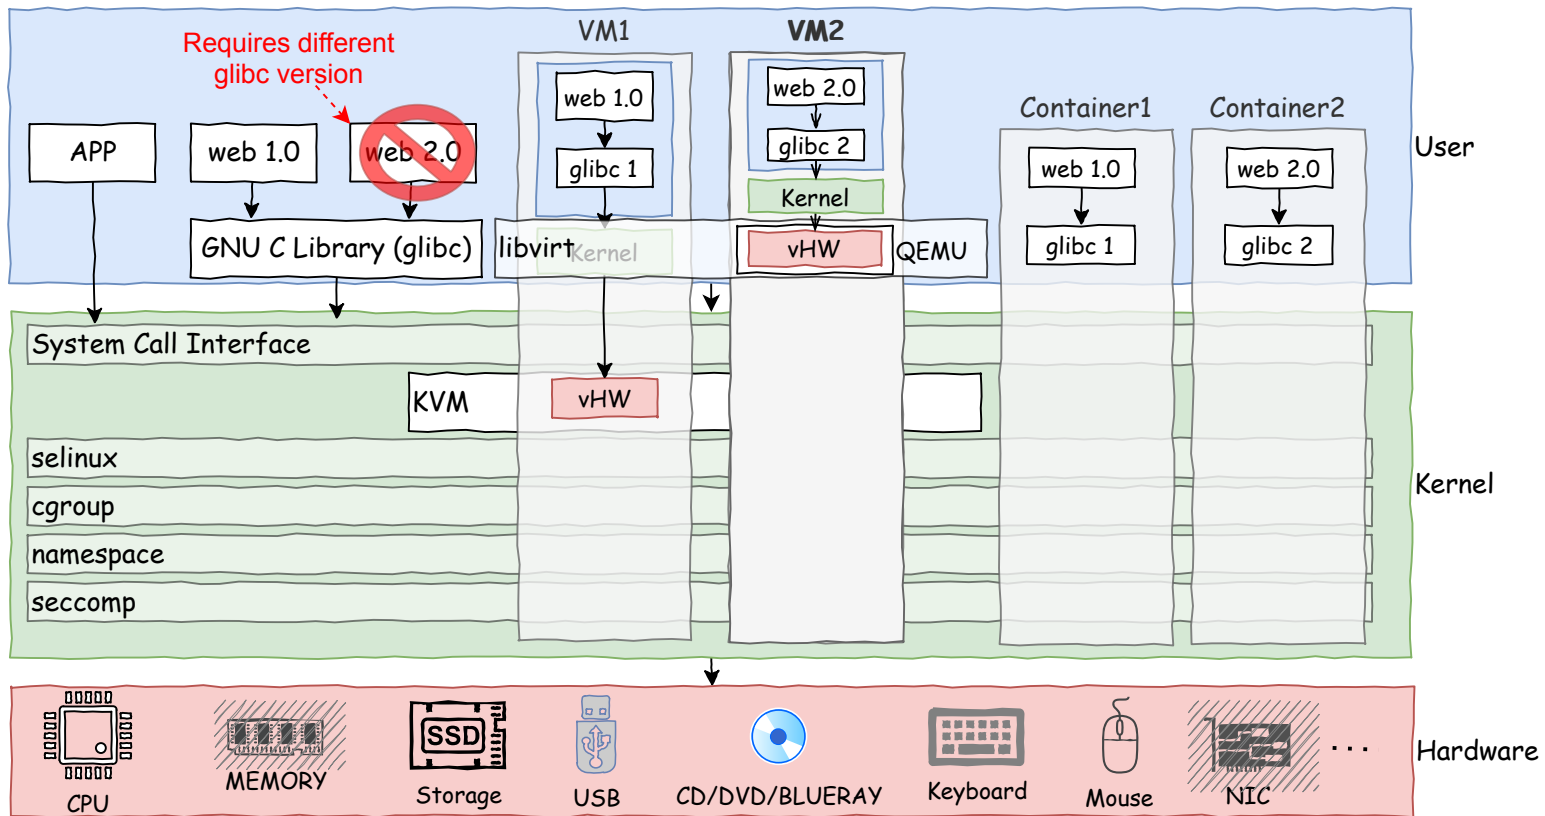 VM1
VM2
Requires different
glibc version
web 1.0
web 2.0
Container1
Container2
APP
web 1.0
web 2.0
glibc 1
glibc 2
web 1.0
web 2.0
User
Kernel
GNU C Library (glibc)
libvirt
Kernel
vHW
QEMU
glibc 1
glibc 2
System Call Interface
KVM
vHW
selinux
cgroup
Kernel
namespace
seccomp
SSD
Hardware
CPU
MEMORY
Storage
USB
CD/DVD/BLUERAY
Keyboard
Mouse
NIC
...